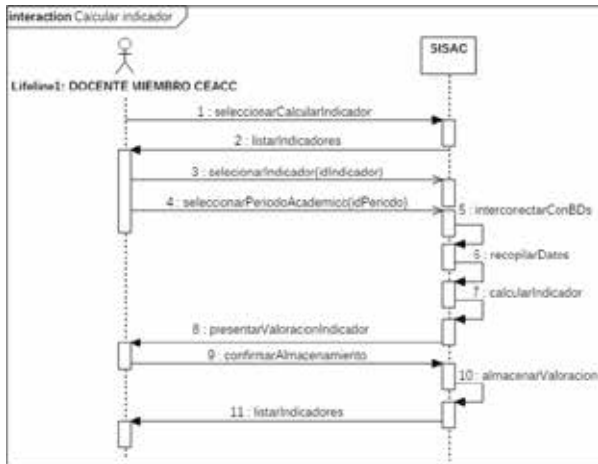 interaction Calcular indicador
SISAC
Lifeline1: DOCENTE MIEMBRO CEACC
1 : seleccionarCalcularIndicador
2 : listarIndicadores
3 : selecionarIndicador(idIndicador)
4 : seleccionarPeriodoAcademico(idPeriodo)
5 : interconectarConBDs
6 : recopilarDatos
7 : calcularIndicador
8 : presentarValoracionIndicador
9 : confirmarAlmacenamiento
10 : almacenarValoracion
11 : listarIndicadores